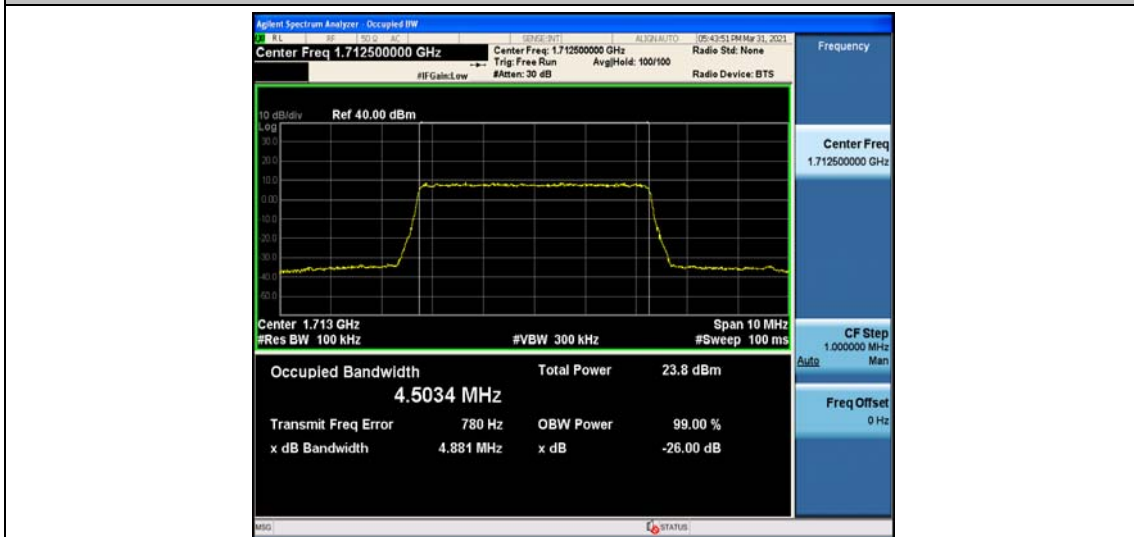 Agilent Spectrum Analyzer - Occupied BW
RL RF 50 Ω AC SENSE:INT ALIGN AUTO 05:43:51 PM Mar 31, 2021
Center Freq 1.712500000 GHz
Center Freq: 1.712500000 GHz
Radio Std: None
Trig: Free Run Avg|Hold: 100/100
#IFGain:Low
#Atten: 30 dB
Radio Device: BTS
Frequency
10 dB/div Ref 40.00 dBm
Log
30.0
20.0
10.0
0.00
-10.0
-20.0
-30.0
-40.0
-50.0
Center Freq
1.712500000 GHz
Center 1.713 GHz Span 10 MHz
#Res BW 100 kHz #VBW 300 kHz #Sweep 100 ms
CF Step
1.000000 MHz
Auto Man
Occupied Bandwidth Total Power 23.8 dBm
4.5034 MHz
Transmit Freq Error 780 Hz OBW Power 99.00 %
x dB Bandwidth 4.881 MHz x dB -26.00 dB
Freq Offset
0 Hz
MSG STATUS